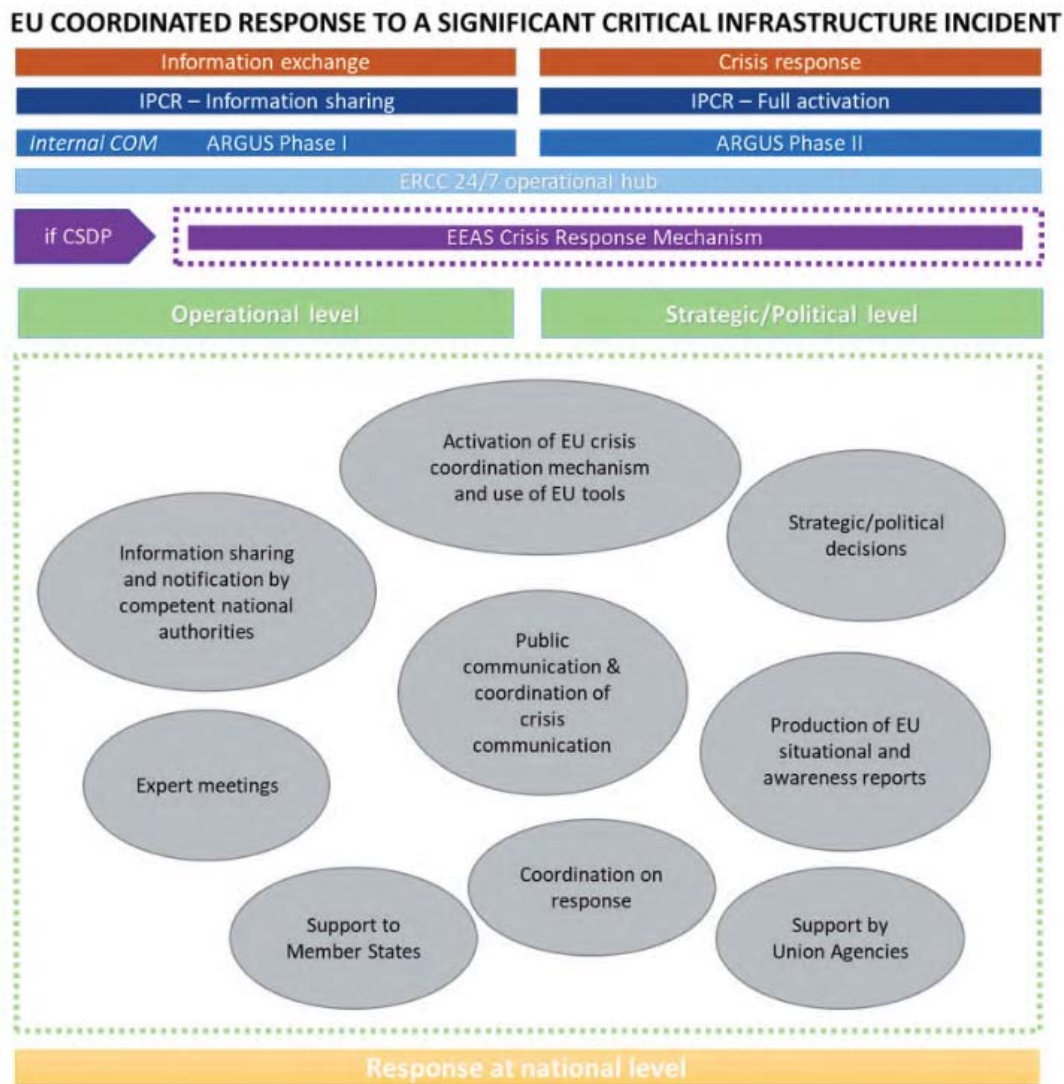 EU COORDINATED RESPONSE TO A SIGNIFICANT CRITICAL INFRASTRUCTURE INCIDENT
Information exchange
Crisis response
IPCR – Information sharing
IPCR – Full activation
Internal COM ARGUS Phase I
ARGUS Phase II
ERCC 24/7 operational hub
if CSDP
EEAS Crisis Response Mechanism
Operational level
Strategic/Political level
Activation of EU crisis
coordination mechanism
and use of EU tools
Strategic/political
decisions
Information sharing
and notification by
competent national
authorities
Public
communication &
coordination of
crisis
communication
Production of EU
situational and
awareness reports
Expert meetings
Coordination on
response
Support to
Member States
Support by
Union Agencies
Response at national level